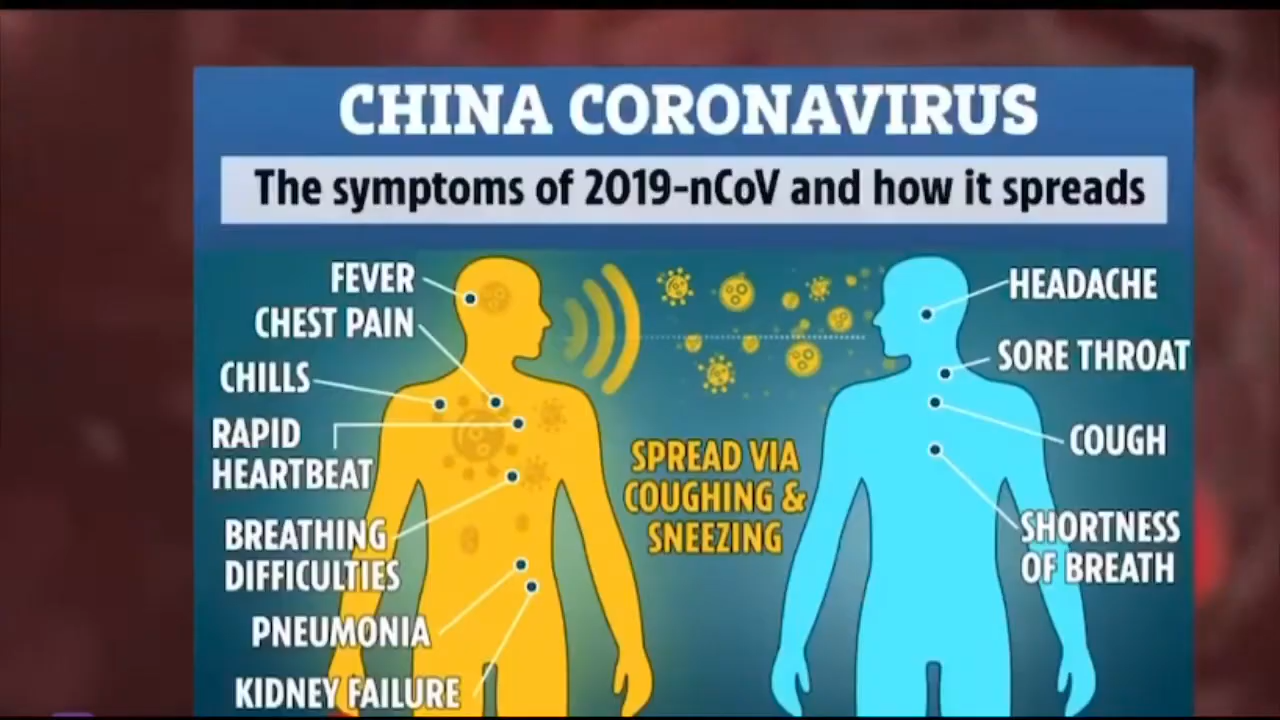 CHINA CORONAVIRUS
The symptoms of 2019-nCoV and how it spreads
FEVER
CHEST PAIN
CHILLS
RAPID
HEARTBEAT
BREATHING
DIFFICULTIES
PNEUMONIA
KIDNEY FAILURE
SPREAD VIA
COUGHING &
SNEEZING
HEADACHE
SORE THROAT
COUGH
SHORTNESS
OF BREATH